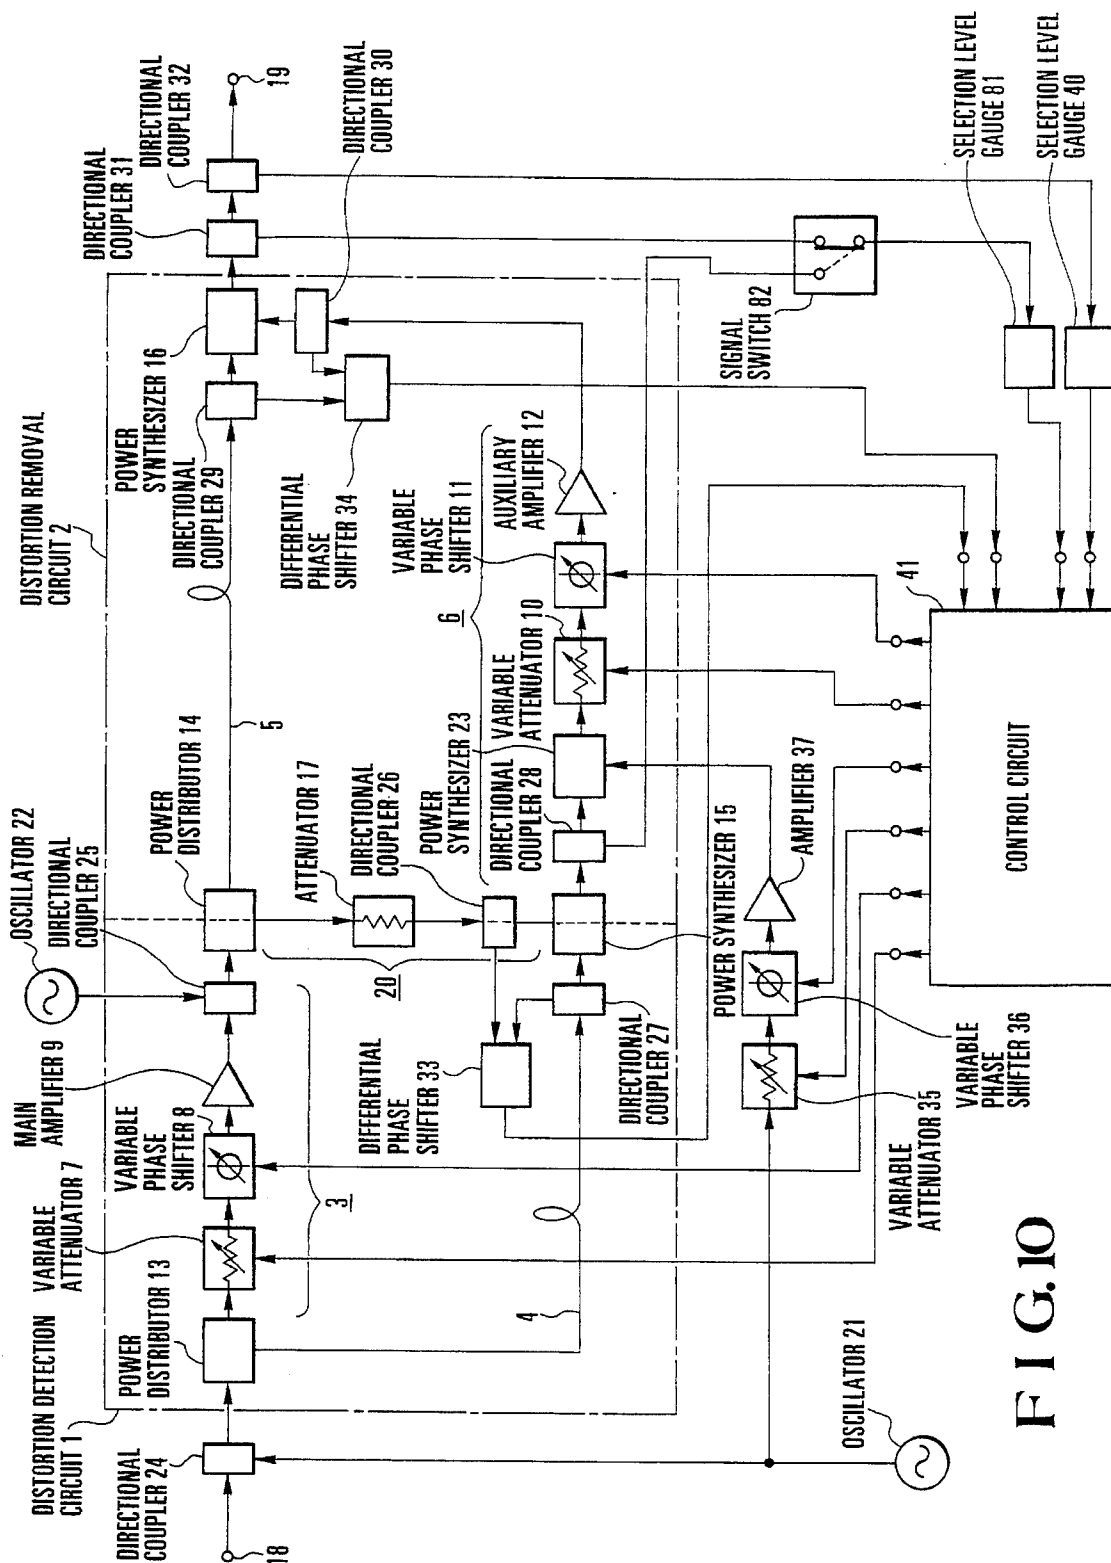 DISTORTION DETECTION
CIRCUIT 1
DISTORTION REMOVAL
CIRCUIT 2
DIRECTIONAL
COUPLER 24
18
POWER
DISTRIBUTOR 13
VARIABLE
ATTENUATOR 7
VARIABLE
PHASE
SHIFTER 8
MAIN
AMPLIFIER 9
OSCILLATOR 22
DIRECTIONAL
COUPLER 25
POWER
DISTRIBUTOR 14
5
POWER
SYNTHESIZER 16
DIRECTIONAL
COUPLER 29
DIRECTIONAL
COUPLER 31
DIRECTIONAL
COUPLER 32
19
DIRECTIONAL
COUPLER 30
3
20
ATTENUATOR 17
DIRECTIONAL
COUPLER 26
DIFFERENTIAL
PHASE
SHIFTER 34
DIFFERENTIAL
PHASE
SHIFTER 33
4
DIRECTIONAL
COUPLER 27
POWER SYNTHESIZER 15
DIRECTIONAL
COUPLER 28
POWER
SYNTHESIZER 23
VARIABLE
ATTENUATOR 10
6
VARIABLE
PHASE
SHIFTER 11
AUXILIARY
AMPLIFIER 12
SIGNAL
SWITCH 82
SELECTION LEVEL
GAUGE 81
SELECTION LEVEL
GAUGE 40
OSCILLATOR 21
VARIABLE
ATTENUATOR 35
VARIABLE
PHASE
SHIFTER 36
AMPLIFIER 37
41
CONTROL CIRCUIT
FIG.10